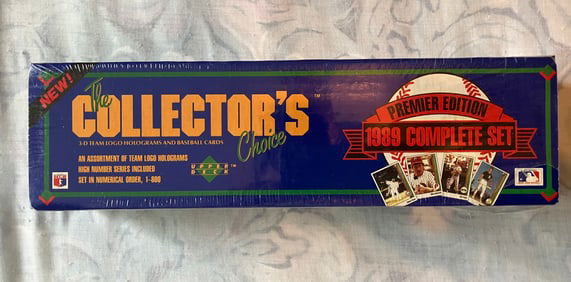 NEW!
The
COLLECTOR'S
Choice
3-D TEAM LOGO HOLOGRAMS AND BASEBALL CARDS
AN ASSORTMENT OF TEAM LOGO HOLOGRAMS
HIGH NUMBER SERIES INCLUDED
SET IN NUMERICAL ORDER, 1-800
UPPER
DECK
TM
PREMIER EDITION
1989 COMPLETE SET